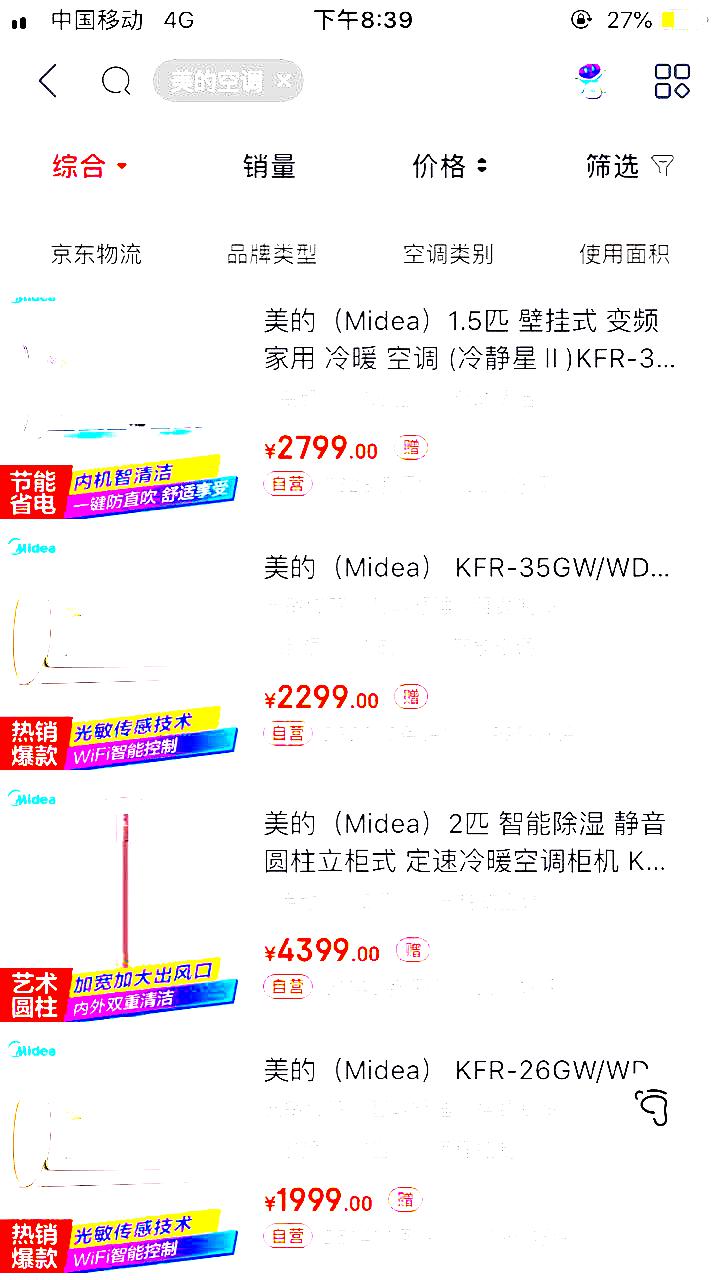 中国移动 4G 下午8:39 27%
美的空调
综合 销量 价格 筛选
京东物流 品牌类型 空调类别 使用面积
美的（Midea）1.5匹 壁挂式 变频
家用 冷暖 空调 (冷静星Ⅱ)KFR-3...
¥2799.00 赠
自营
节能
省电
内机智清洁
一键防直吹 舒适享受
Midea
美的（Midea） KFR-35GW/WD...
¥2299.00 赠
自营
热销
爆款
光敏传感技术
WiFi智能控制
Midea
美的（Midea）2匹 智能除湿 静音
圆柱立柜式 定速冷暖空调柜机 K...
¥4399.00 赠
自营
艺术
圆柱
加宽加大出风口
内外双重清洁
Midea
美的（Midea） KFR-26GW/WD
¥1999.00 赠
自营
热销
爆款
光敏传感技术
WiFi智能控制